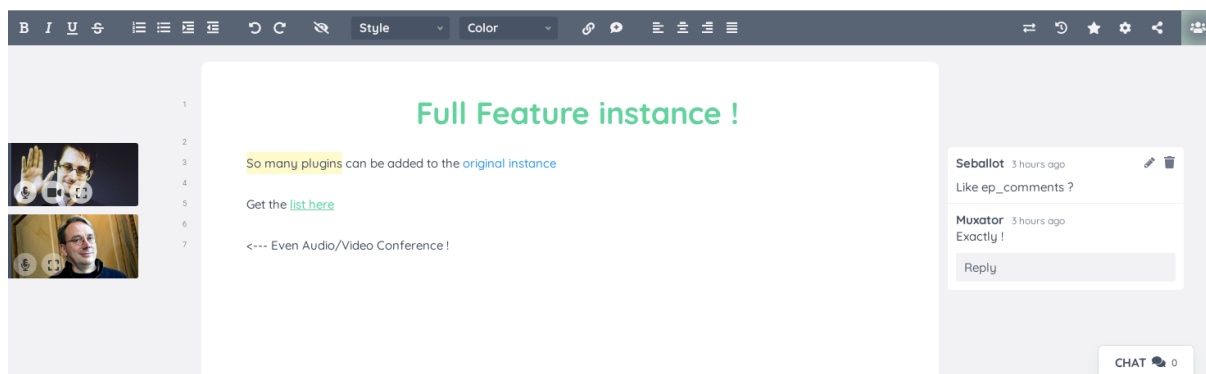 B I U S Style Color
1
Full Feature instance !
2
3
So many plugins can be added to the original instance
4
5
Get the list here
6
7
<--- Even Audio/Video Conference !
Seballot 3 hours ago
Like ep_comments ?
Muxator 3 hours ago
Exactly !
Reply
CHAT 0